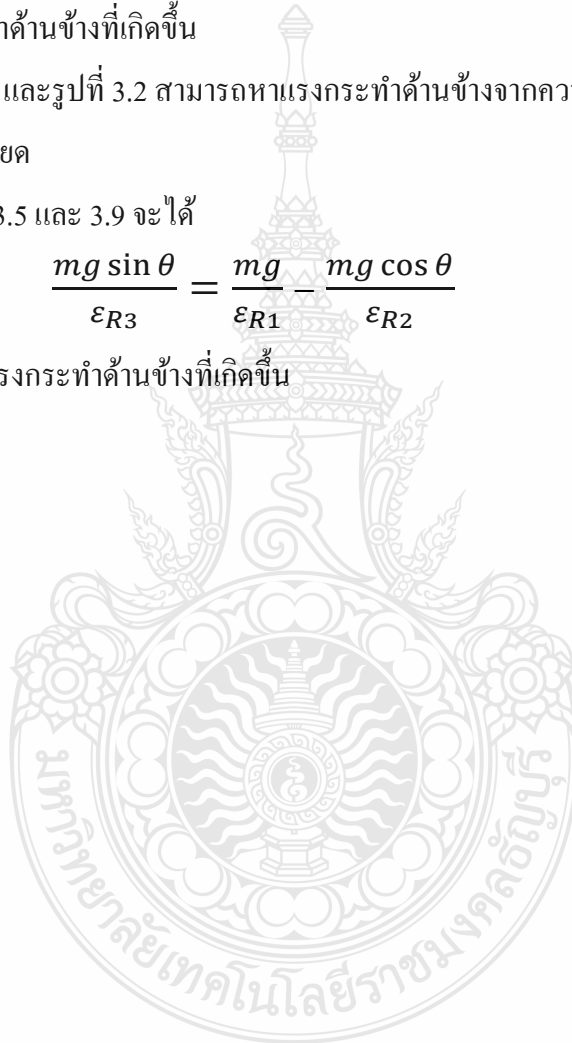 าด้านข้างที่เกิดขึ้น
และรูปที่ 3.2 สามารถหาแรงกระทำด้านข้างจากควา
ยด
3.5 และ 3.9 จะได้
mg sin θ / εR3 = mg / εR1 − mg cos θ / εR2
รงกระทำด้านข้างที่เกิดขึ้น
มหาวิทยาลัยเทคโนโลยีราชมงคลธัญบุรี